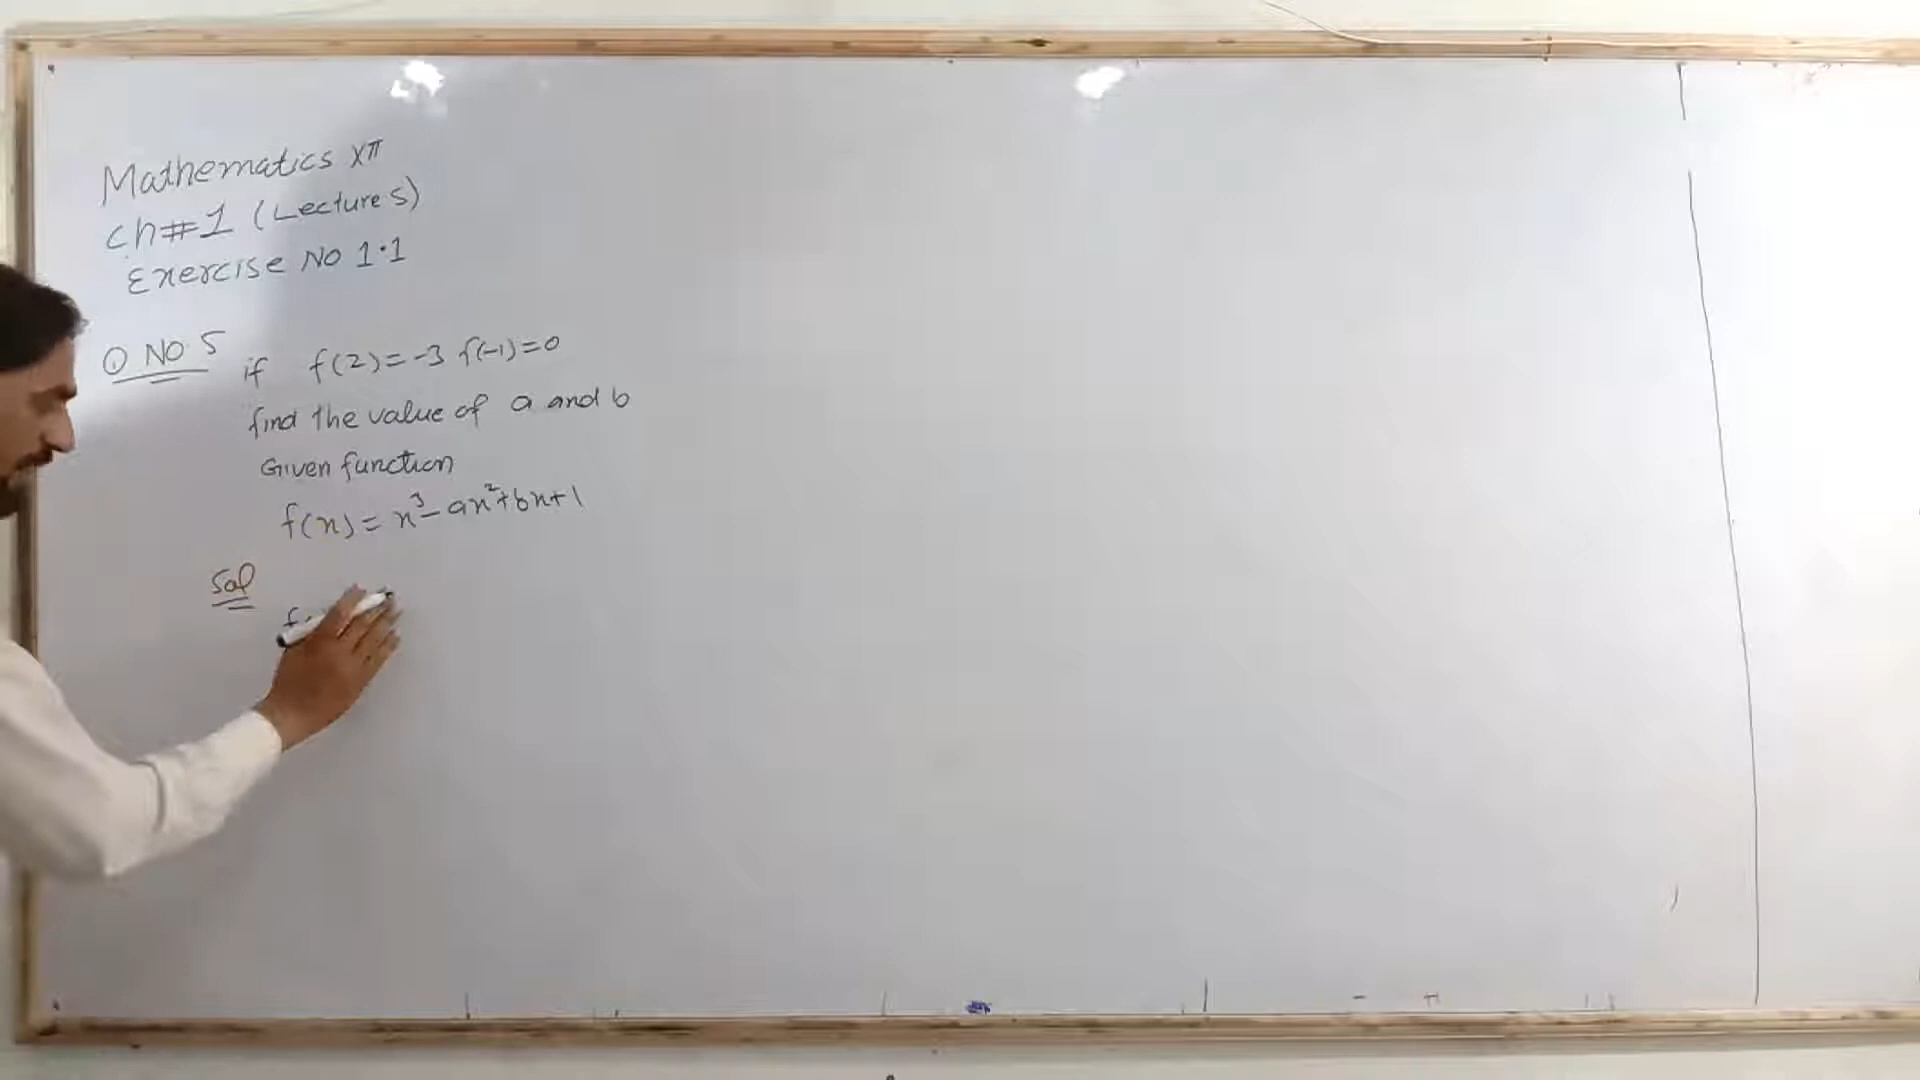 Mathematics XII
Ch#1 (Lecture 5)
Exercise No 1.1
Q NO 5 if f(2)=-3 f(-1)=0
find the value of a and b
Given function
f(x) = x³-ax²+bx+1
Sol